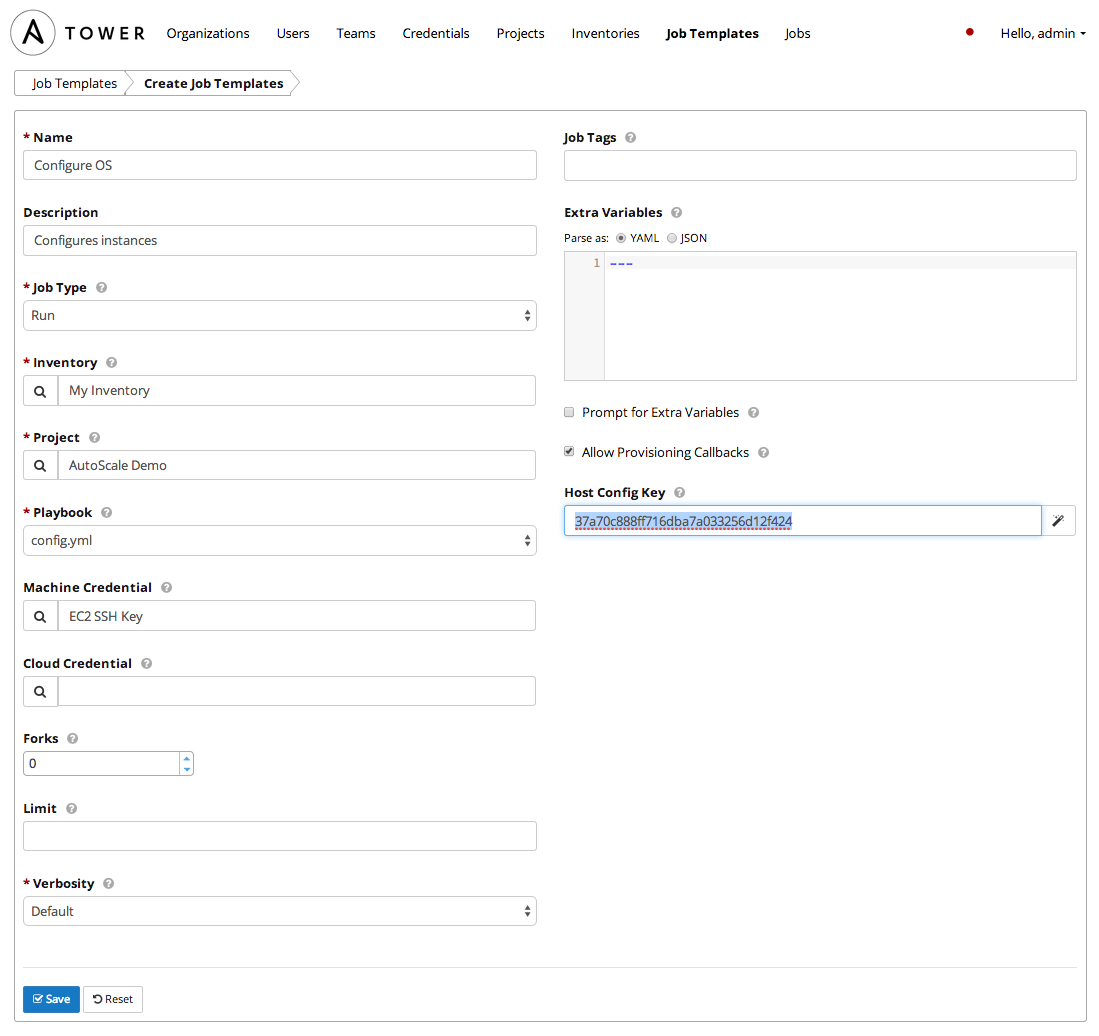 TOWER Organizations Users Teams Credentials Projects Inventories Job Templates Jobs Hello, admin
Job Templates Create Job Templates
* Name
Configure OS
Description
Configures instances
* Job Type
Run
* Inventory
My Inventory
* Project
AutoScale Demo
* Playbook
config.yml
Machine Credential
EC2 SSH Key
Cloud Credential
Forks
0
Limit
* Verbosity
Default
Job Tags
Extra Variables
Parse as: YAML JSON
1 ---
Prompt for Extra Variables
Allow Provisioning Callbacks
Host Config Key
37a70c888ff716dba7a033256d12f424
Save Reset